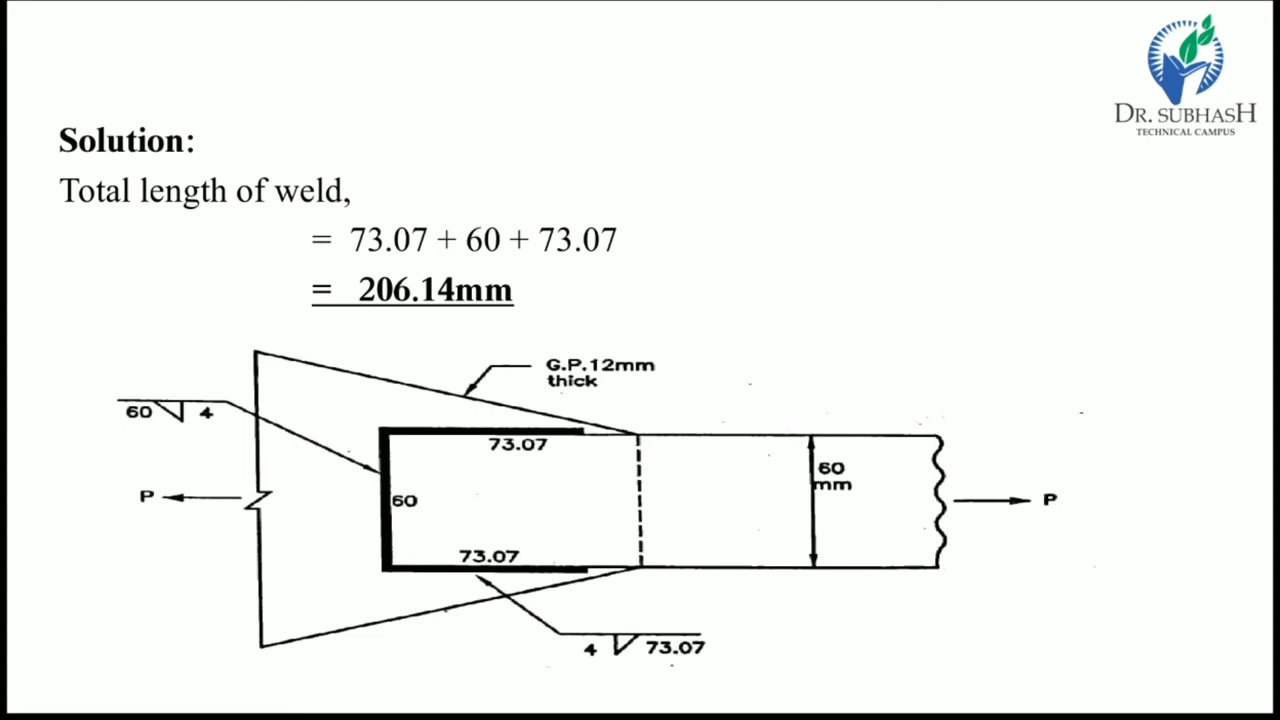 DR. SUBHASH
TECHNICAL CAMPUS
Solution:
Total length of weld,
= 73.07 + 60 + 73.07
= 206.14mm
G.P.12mm
thick
60 4
73.07
60
mm
P
60
P
73.07
4 73.07